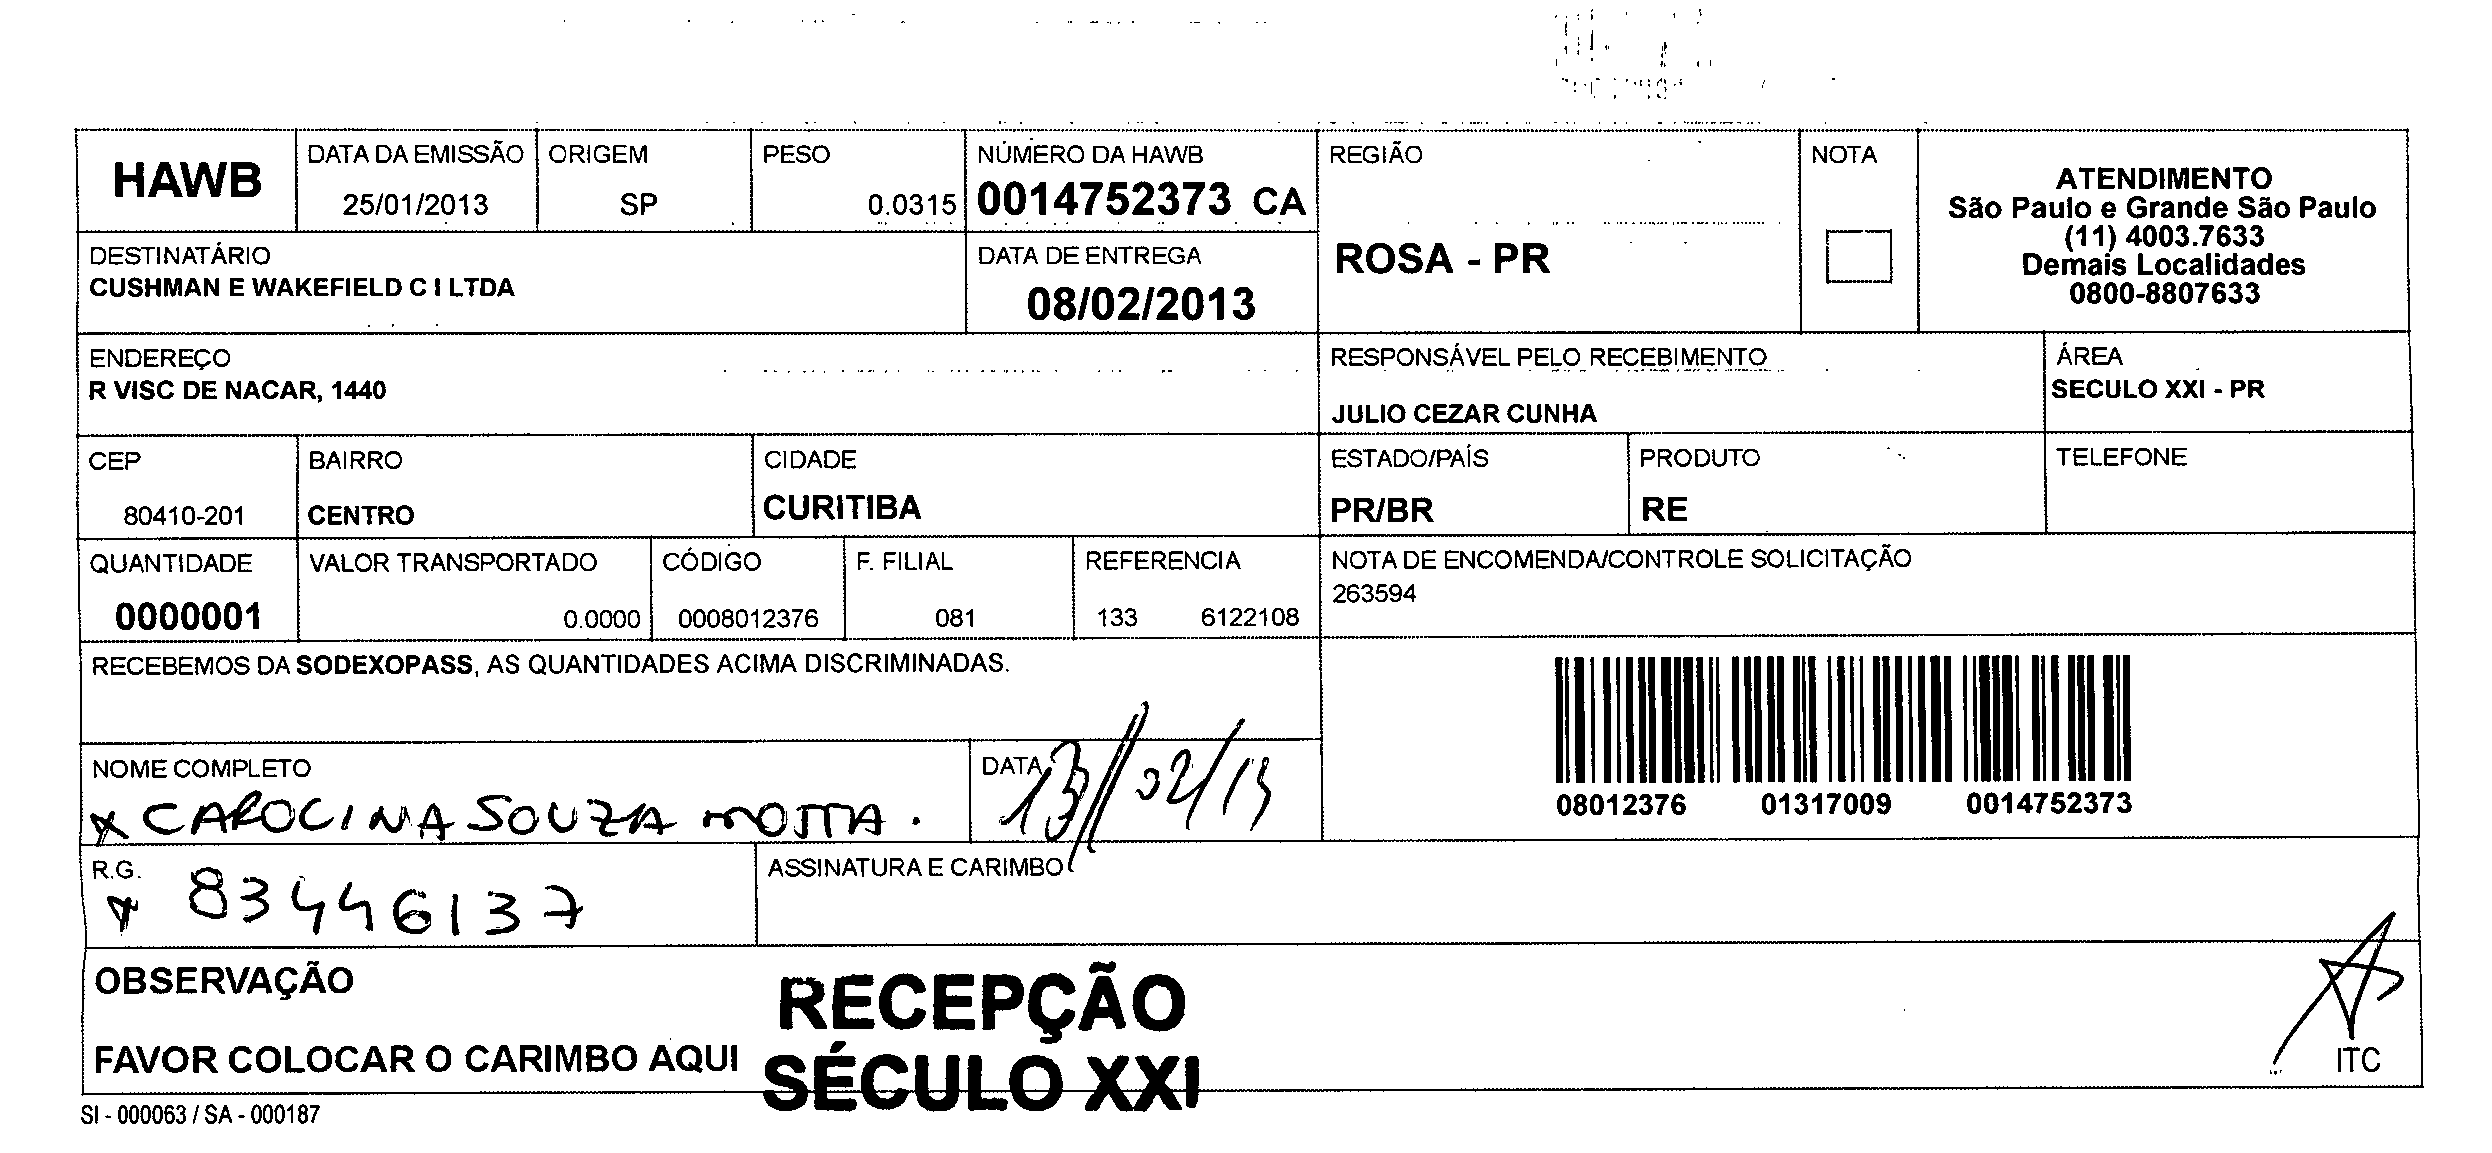 HAWB
DATA DA EMISSÃO
25/01/2013
ORIGEM
SP
PESO
0.0315
NÚMERO DA HAWB
0014752373 CA
REGIÃO
ROSA - PR
NOTA
ATENDIMENTO
São Paulo e Grande São Paulo
(11) 4003.7633
Demais Localidades
0800-8807633
DESTINATÁRIO
CUSHMAN E WAKEFIELD C I LTDA
DATA DE ENTREGA
08/02/2013
ENDEREÇO
R VISC DE NACAR, 1440
RESPONSÁVEL PELO RECEBIMENTO
JULIO CEZAR CUNHA
ÁREA
SECULO XXI - PR
CEP
80410-201
BAIRRO
CENTRO
CIDADE
CURITIBA
ESTADO/PAÍS
PR/BR
PRODUTO
RE
TELEFONE
QUANTIDADE
0000001
VALOR TRANSPORTADO
0.0000
CÓDIGO
0008012376
F. FILIAL
081
REFERENCIA
133 6122108
NOTA DE ENCOMENDA/CONTROLE SOLICITAÇÃO
263594
RECEBEMOS DA SODEXOPASS, AS QUANTIDADES ACIMA DISCRIMINADAS.
08012376 01317009 0014752373
NOME COMPLETO
x CAROLINA SOUZA MOTTA.
DATA
13/02/13
R.G.
x 83446137
ASSINATURA E CARIMBO
OBSERVAÇÃO
FAVOR COLOCAR O CARIMBO AQUI
RECEPÇÃO
SÉCULO XXI
ITC
SI - 000063 / SA - 000187